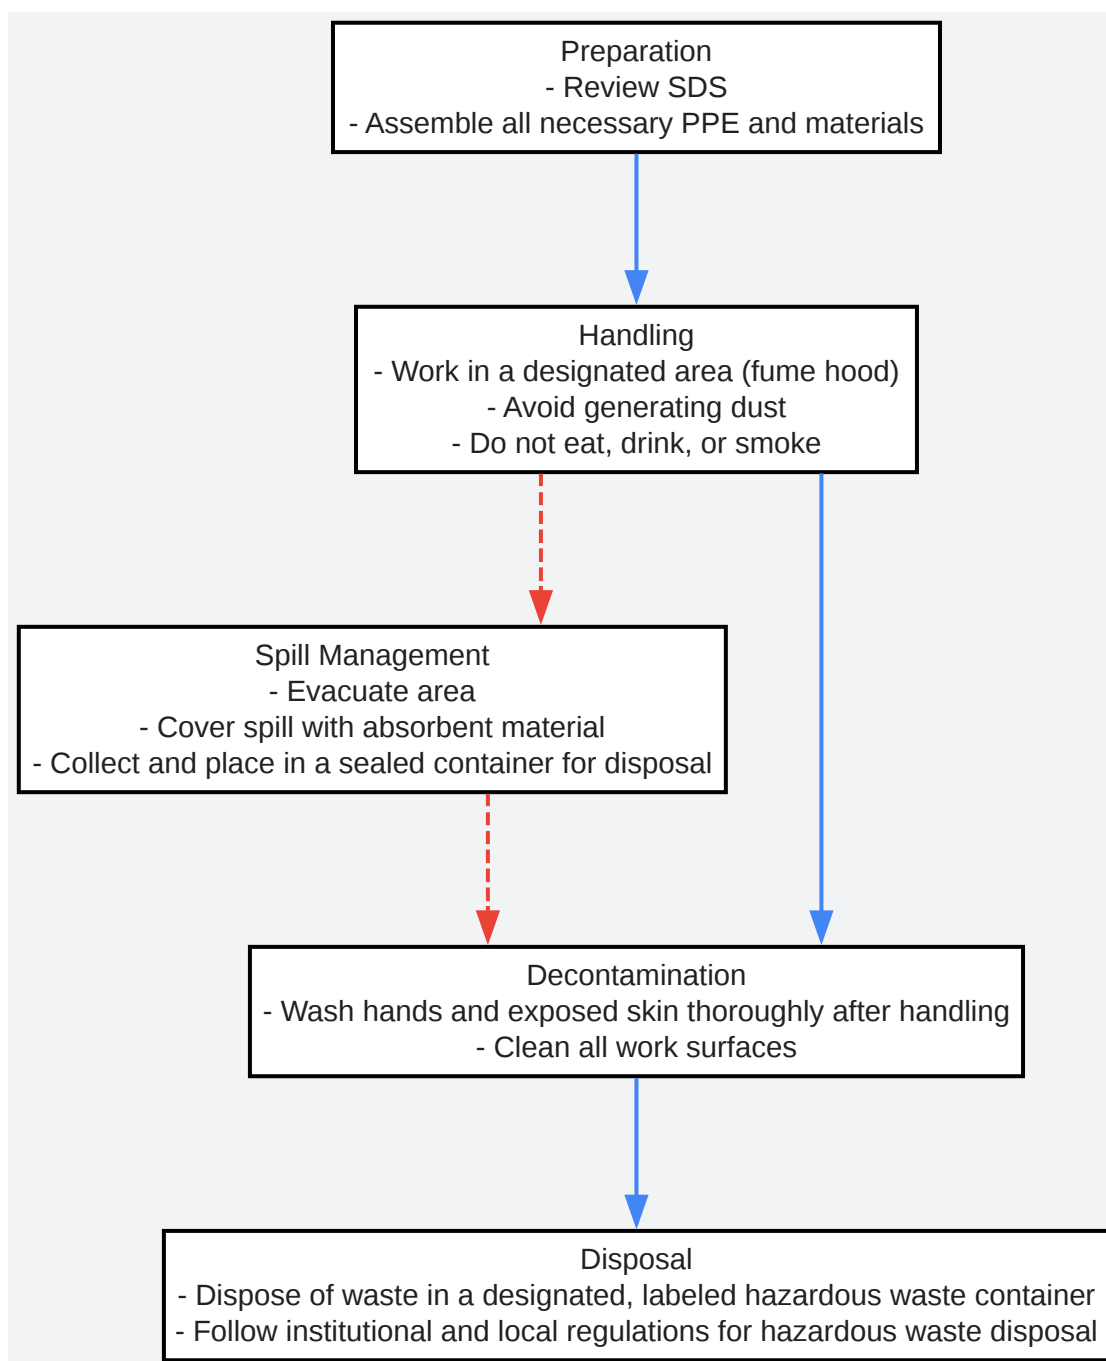 Preparation
- Review SDS
- Assemble all necessary PPE and materials
Handling
- Work in a designated area (fume hood)
- Avoid generating dust
- Do not eat, drink, or smoke
Spill Management
- Evacuate area
- Cover spill with absorbent material
- Collect and place in a sealed container for disposal
Decontamination
- Wash hands and exposed skin thoroughly after handling
- Clean all work surfaces
Disposal
- Dispose of waste in a designated, labeled hazardous waste container
- Follow institutional and local regulations for hazardous waste disposal